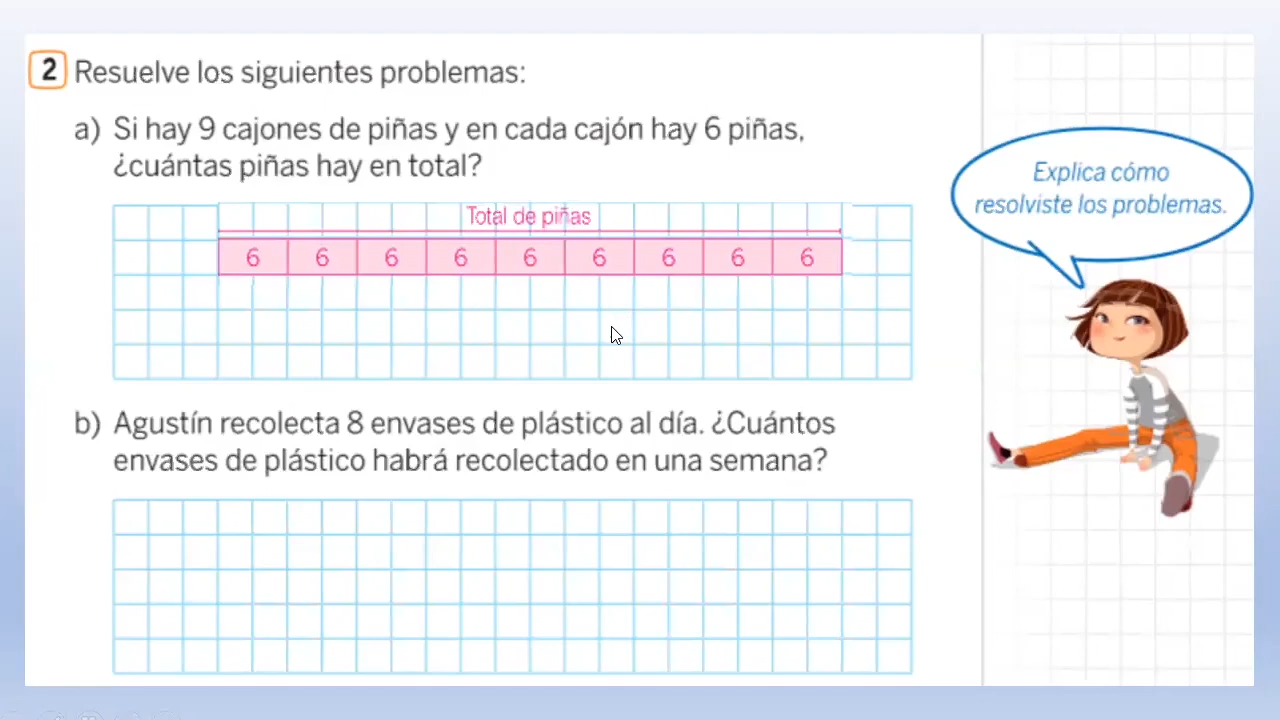 2 Resuelve los siguientes problemas:
a) Si hay 9 cajones de piñas y en cada cajón hay 6 piñas,
¿cuántas piñas hay en total?
Total de piñas
6 6 6 6 6 6 6 6 6
b) Agustín recolecta 8 envases de plástico al día. ¿Cuántos
envases de plástico habrá recolectado en una semana?
Explica cómo
resolviste los problemas.